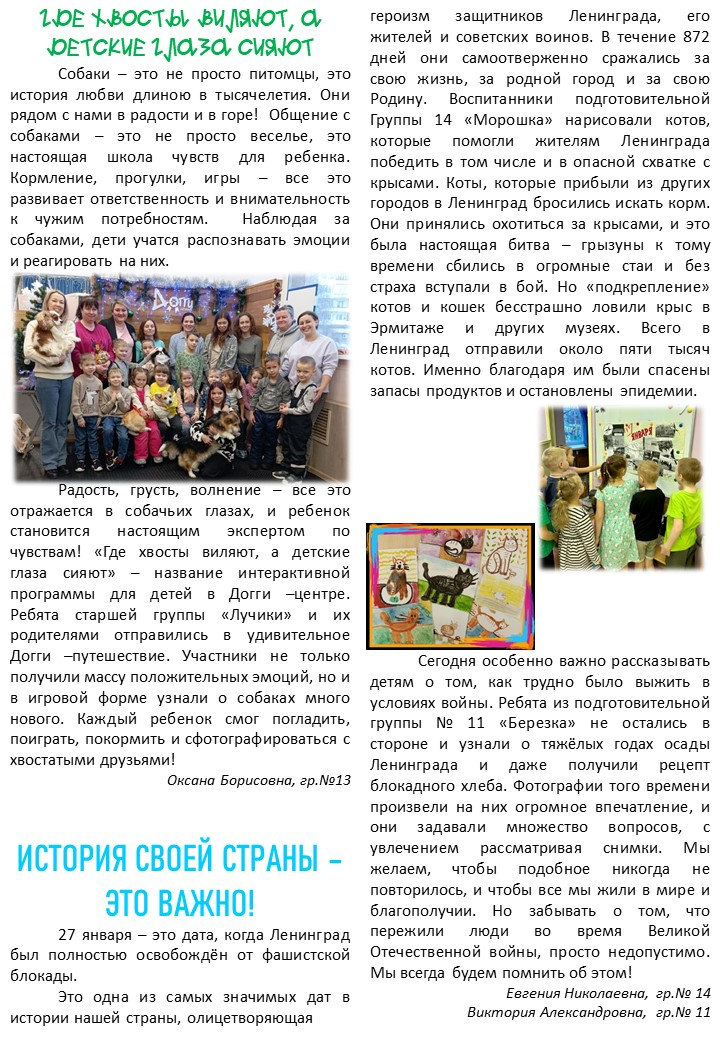 ГДЕ ХВОСТЫ ВИЛЯЮТ, А
ДЕТСКИЕ ГЛАЗА СИЯЮТ
Собаки – это не просто питомцы, это
история любви длиною в тысячелетия. Они
рядом с нами в радости и в горе! Общение с
собаками – это не просто веселье, это
настоящая школа чувств для ребенка.
Кормление, прогулки, игры – все это
развивает ответственность и внимательность
к чужим потребностям. Наблюдая за
собаками, дети учатся распознавать эмоции
и реагировать на них.
Радость, грусть, волнение – все это
отражается в собачьих глазах, и ребенок
становится настоящим экспертом по
чувствам! «Где хвосты виляют, а детские
глаза сияют» – название интерактивной
программы для детей в Догги –центре.
Ребята старшей группы «Лучики» и их
родителями отправились в удивительное
Догги –путешествие. Участники не только
получили массу положительных эмоций, но и
в игровой форме узнали о собаках много
нового. Каждый ребенок смог погладить,
поиграть, покормить и сфотографироваться с
хвостатыми друзьями!
Оксана Борисовна, гр.№13
ИСТОРИЯ СВОЕЙ СТРАНЫ –
ЭТО ВАЖНО!
27 января – это дата, когда Ленинград
был полностью освобождён от фашистской
блокады.
Это одна из самых значимых дат в
истории нашей страны, олицетворяющая
героизм защитников Ленинграда, его
жителей и советских воинов. В течение 872
дней они самоотверженно сражались за
свою жизнь, за родной город и за свою
Родину. Воспитанники подготовительной
Группы 14 «Морошка» нарисовали котов,
которые помогли жителям Ленинграда
победить в том числе и в опасной схватке с
крысами. Коты, которые прибыли из других
городов в Ленинград бросились искать корм.
Они принялись охотиться за крысами, и это
была настоящая битва – грызуны к тому
времени сбились в огромные стаи и без
страха вступали в бой. Но «подкрепление»
котов и кошек бесстрашно ловили крыс в
Эрмитаже и других музеях. Всего в
Ленинград отправили около пяти тысяч
котов. Именно благодаря им были спасены
запасы продуктов и остановлены эпидемии.
ЯНВАРЯ
Сегодня особенно важно рассказывать
детям о том, как трудно было выжить в
условиях войны. Ребята из подготовительной
группы № 11 «Березка» не остались в
стороне и узнали о тяжёлых годах осады
Ленинграда и даже получили рецепт
блокадного хлеба. Фотографии того времени
произвели на них огромное впечатление, и
они задавали множество вопросов, с
увлечением рассматривая снимки. Мы
желаем, чтобы подобное никогда не
повторилось, и чтобы все мы жили в мире и
благополучии. Но забывать о том, что
пережили люди во время Великой
Отечественной войны, просто недопустимо.
Мы всегда будем помнить об этом!
Евгения Николаевна, гр.№ 14
Виктория Александровна, гр.№ 11